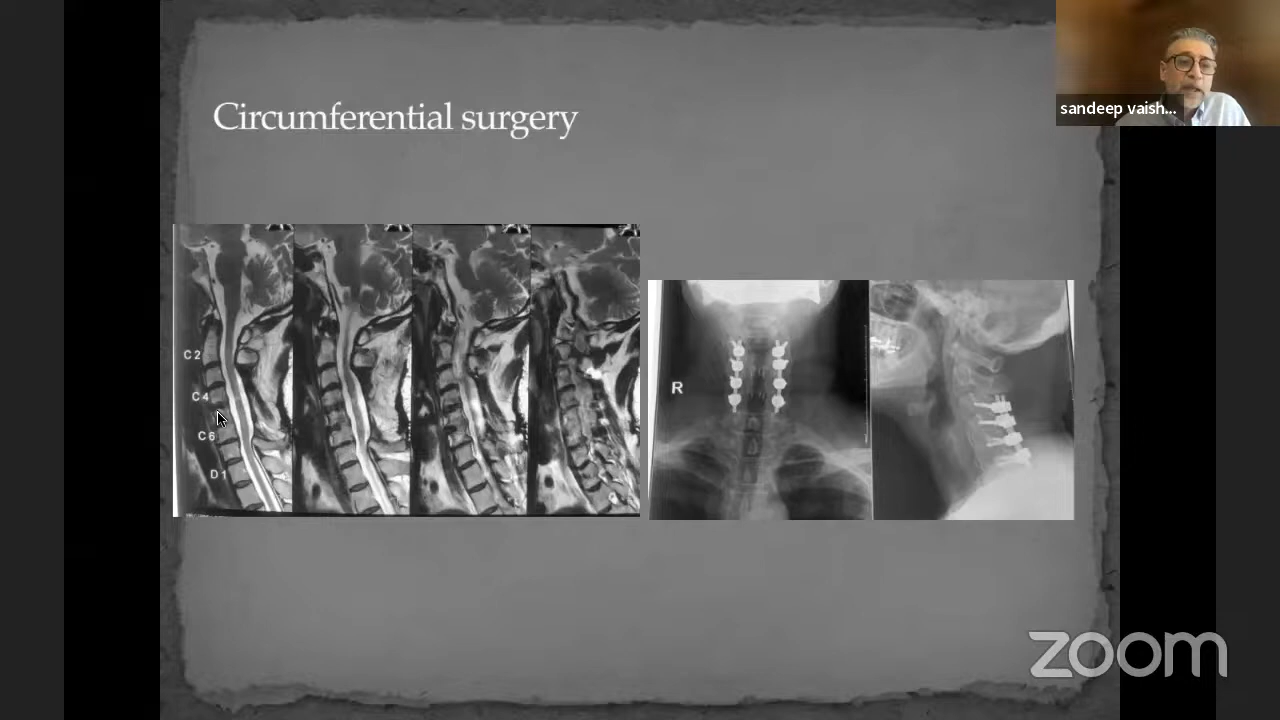 Circumferential surgery
sandeep vaish...
C2
C4
C6
D1
R
zoom